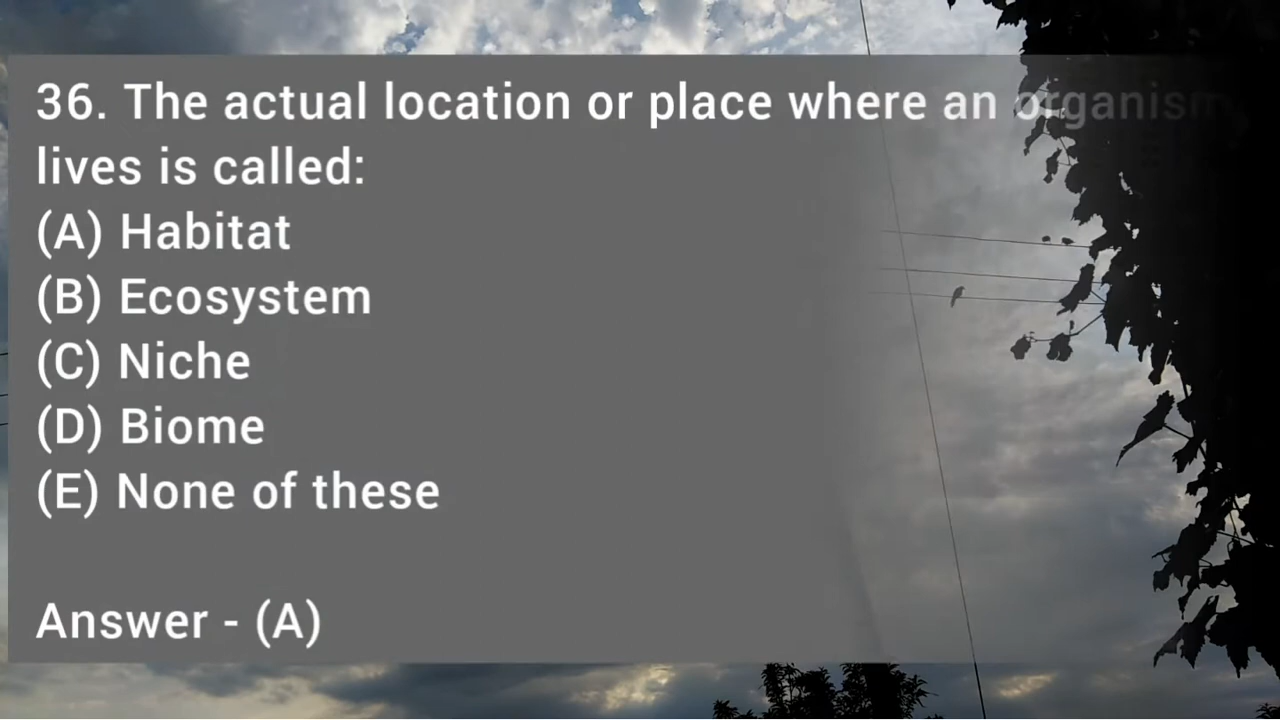 36. The actual location or place where an organism
lives is called:
(A) Habitat
(B) Ecosystem
(C) Niche
(D) Biome
(E) None of these
Answer - (A)